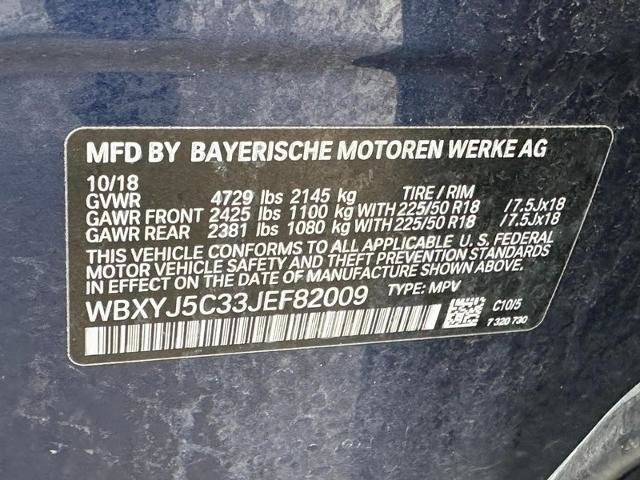 MFD BY BAYERISCHE MOTOREN WERKE AG
10/18 TIRE / RIM
GVWR 4729 lbs 2145 kg
GAWR FRONT 2425 lbs 1100 kg WITH 225/50 R18 /7.5Jx18
GAWR REAR 2381 lbs 1080 kg WITH 225/50 R18 /7.5Jx18
THIS VEHICLE CONFORMS TO ALL APPLICABLE U.S. FEDERAL
MOTOR VEHICLE SAFETY AND THEFT PREVENTION STANDARDS
IN EFFECT ON THE DATE OF MANUFACTURE SHOWN ABOVE.
WBXYJ5C33JEF82009 TYPE: MPV
C10/5
7 320 730